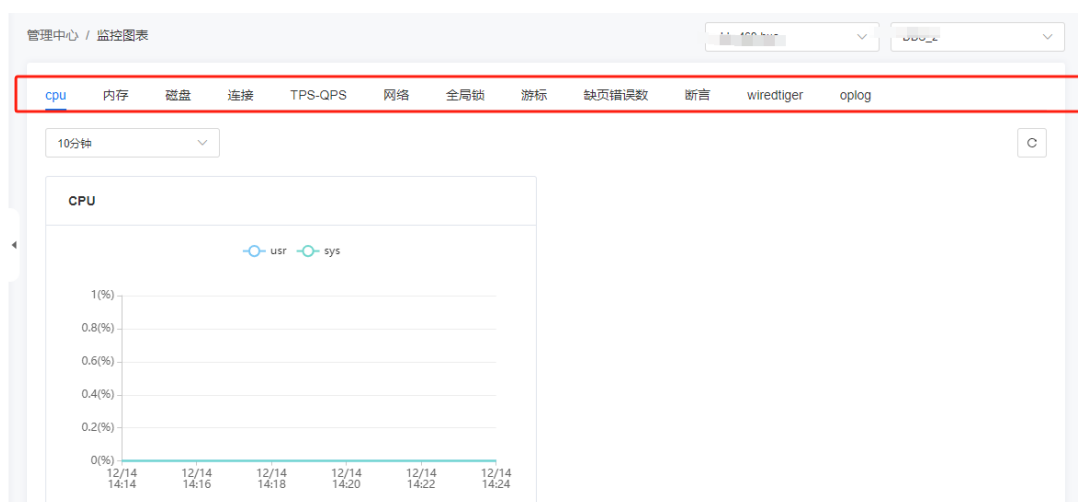 管理中心 / 监控图表
cpu 内存 磁盘 连接 TPS-QPS 网络 全局锁 游标 缺页错误数 断言 wiredtiger oplog
10分钟
CPU
usr sys
1(%)
0.8(%)
0.6(%)
0.4(%)
0.2(%)
0(%)
12/14 12/14 12/14 12/14 12/14 12/14
14:14 14:16 14:18 14:20 14:22 14:24